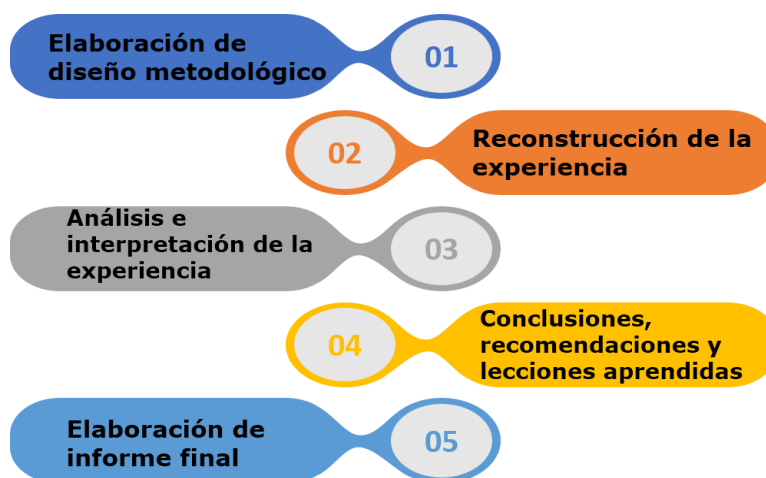 Elaboración de
diseño metodológico
01
02
Reconstrucción de la
experiencia
Análisis e
interpretación de la
experiencia
03
04
Conclusiones,
recomendaciones y
lecciones aprendidas
Elaboración de
informe final
05